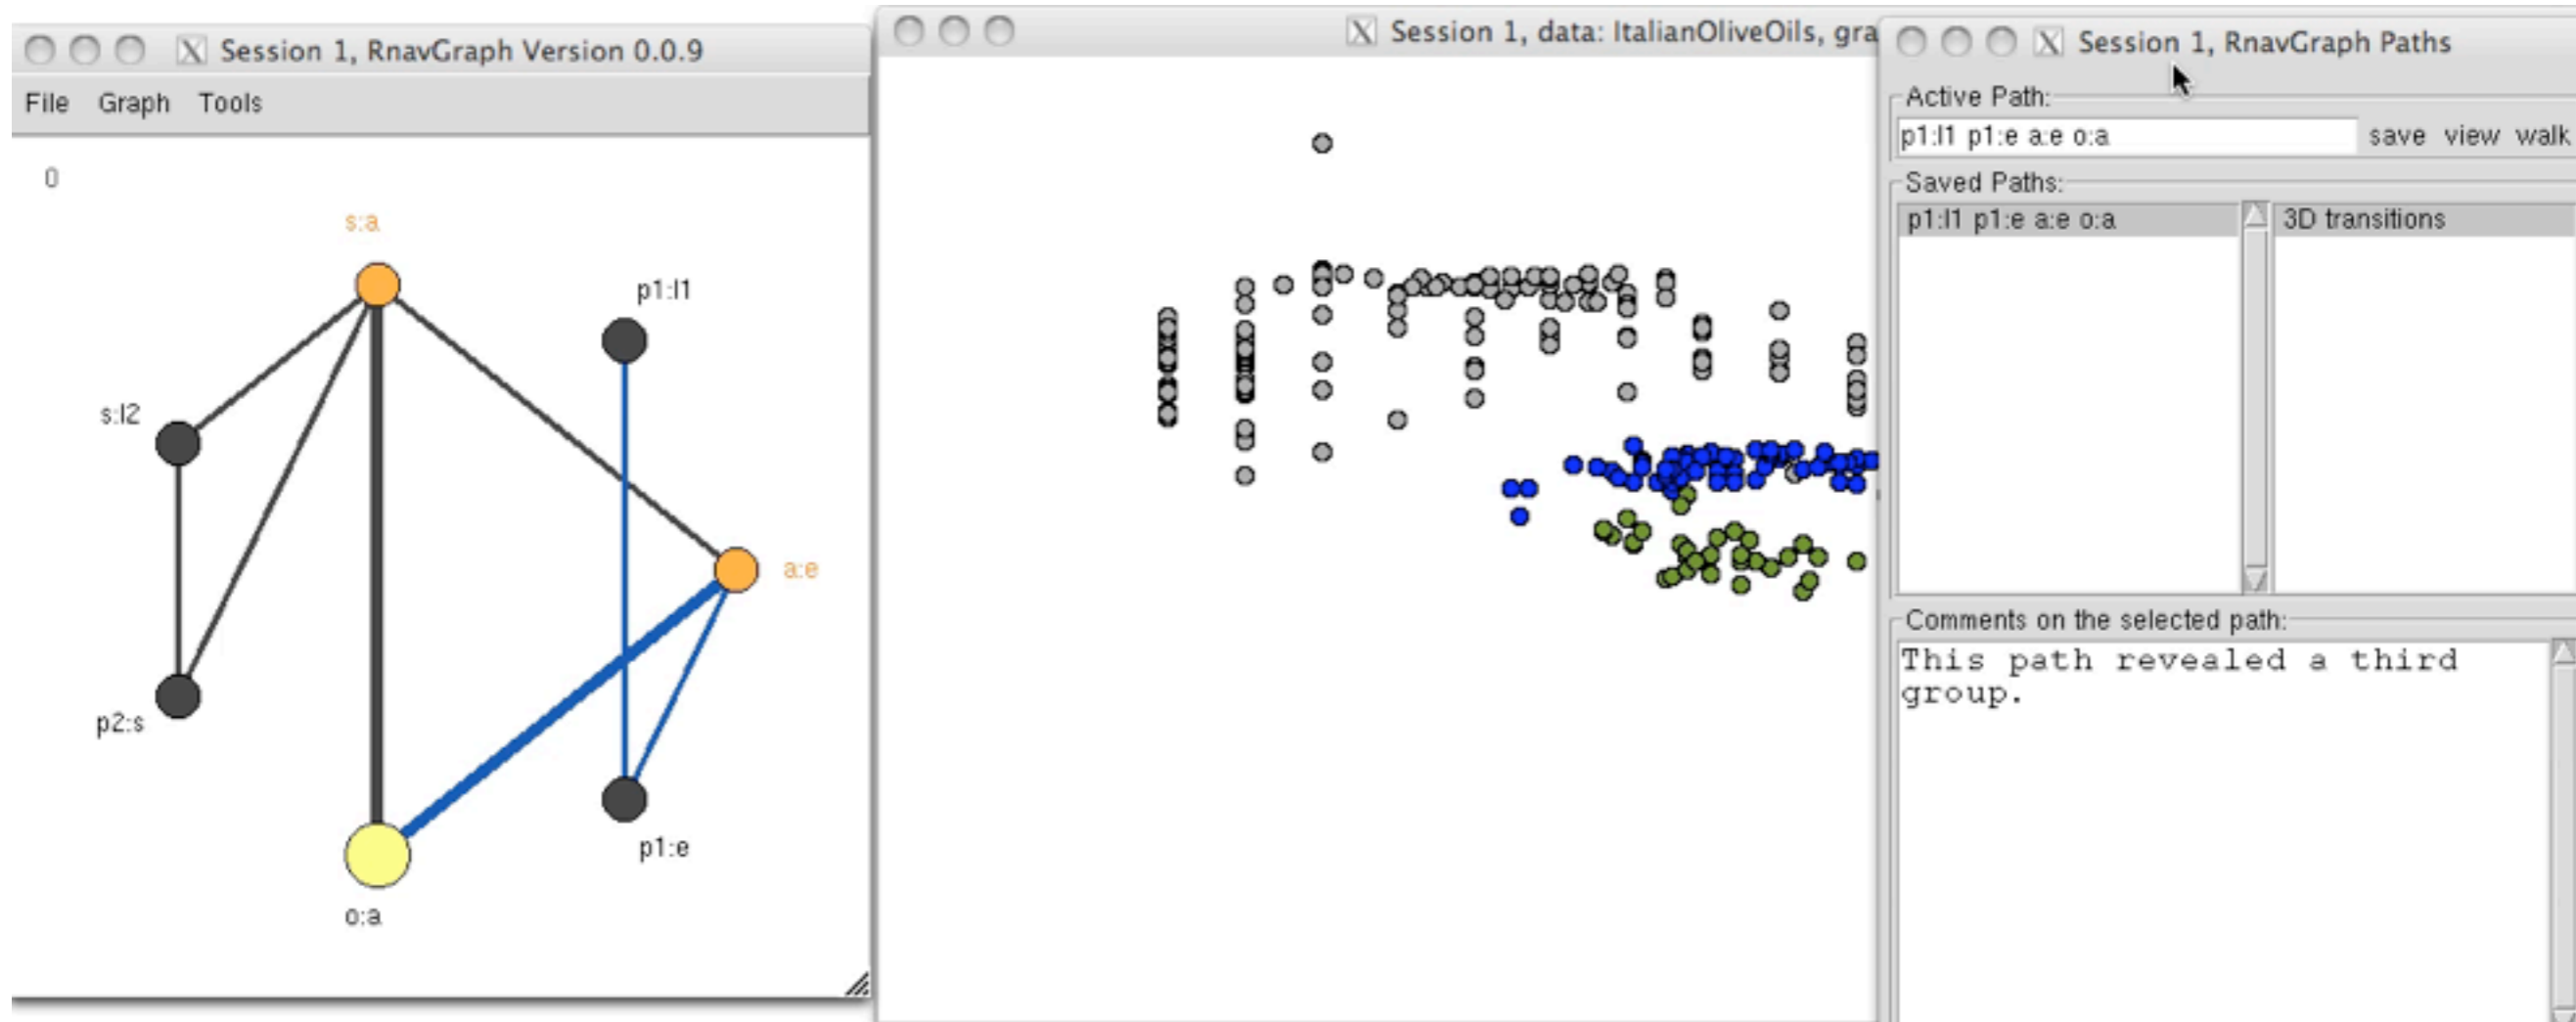 Session 1, RnavGraph Version 0.0.9
File Graph Tools
0
s:a
p1:l1
s:l2
a:e
p2:s
p1:e
o:a
Session 1, data: ItalianOliveOils, gra
Session 1, RnavGraph Paths
Active Path:
p1:l1 p1:e a:e o:a save view walk
Saved Paths:
p1:l1 p1:e a:e o:a 3D transitions
Comments on the selected path:
This path revealed a third
group.